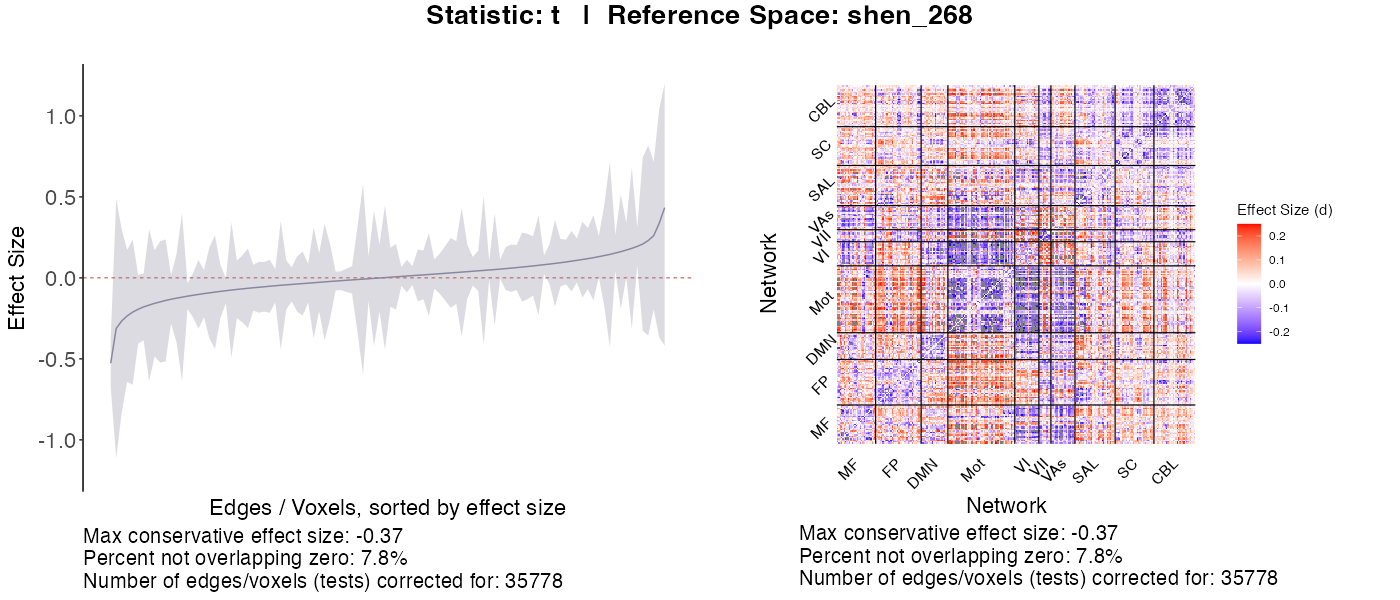 Statistic: t | Reference Space: shen_268
Effect Size
1.0
0.5
0.0
-0.5
-1.0
Edges / Voxels, sorted by effect size
Max conservative effect size: -0.37
Percent not overlapping zero: 7.8%
Number of edges/voxels (tests) corrected for: 35778
Network
CBL
SC
SAL
VAs
VII
VI
Mot
DMN
FP
MF
MF
FP
DMN
Mot
VI
VII
VAs
SAL
SC
CBL
Network
Effect Size (d)
0.2
0.1
0.0
-0.1
-0.2
Max conservative effect size: -0.37
Percent not overlapping zero: 7.8%
Number of edges/voxels (tests) corrected for: 35778